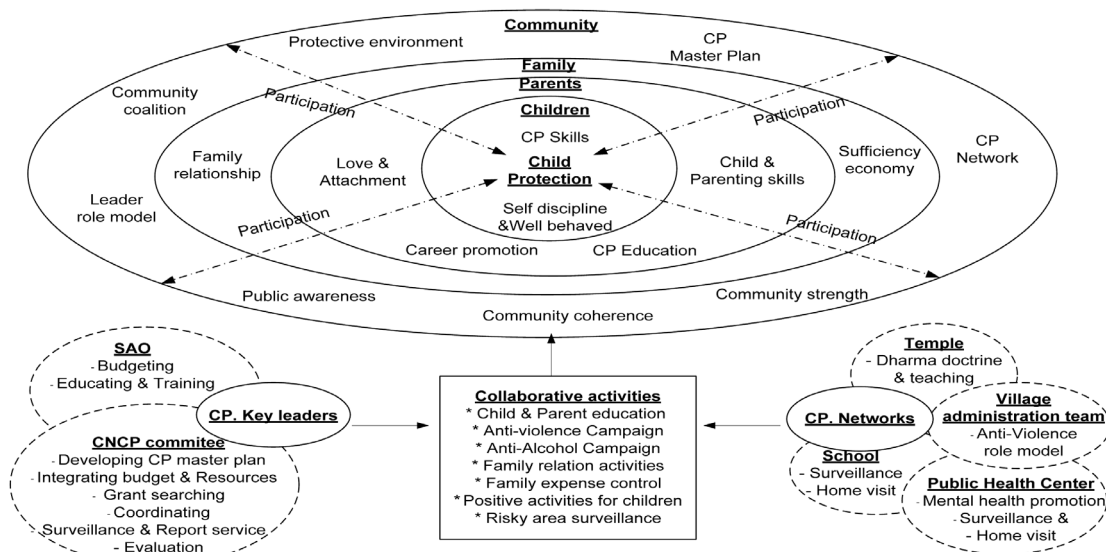 Community
Protective environment
CP
Master Plan
Family
Community
coalition
Participation
Parents
Participation
Children
CP Skills
CP
Network
Family
relationship
Love &
Attachment
Child
Protection
Child &
Parenting skills
Sufficiency
economy
Leader
role model
Self discipline
&Well behaved
Participation
Participation
Career promotion
CP Education
Public awareness
Community strength
Community coherence
SAO
- Budgeting
- Educating & Training
CP. Key leaders
CNCP commitee
- Developing CP master plan
- Integrating budget & Resources
- Grant searching
- Coordinating
- Surveillance & Report service
- Evaluation
Collaborative activities
* Child & Parent education
* Anti-violence Campaign
* Anti-Alcohol Campaign
* Family relation activities
* Family expense control
*Positive activities for children
* Risky area surveillance
Temple
- Dharma doctrine
& teaching
CP. Networks
Village
administration team
- Anti-Violence
role model
School
- Surveillance
- Home visit
Public Health Center
- Mental health promotion
- Surveillance &
- Home visit